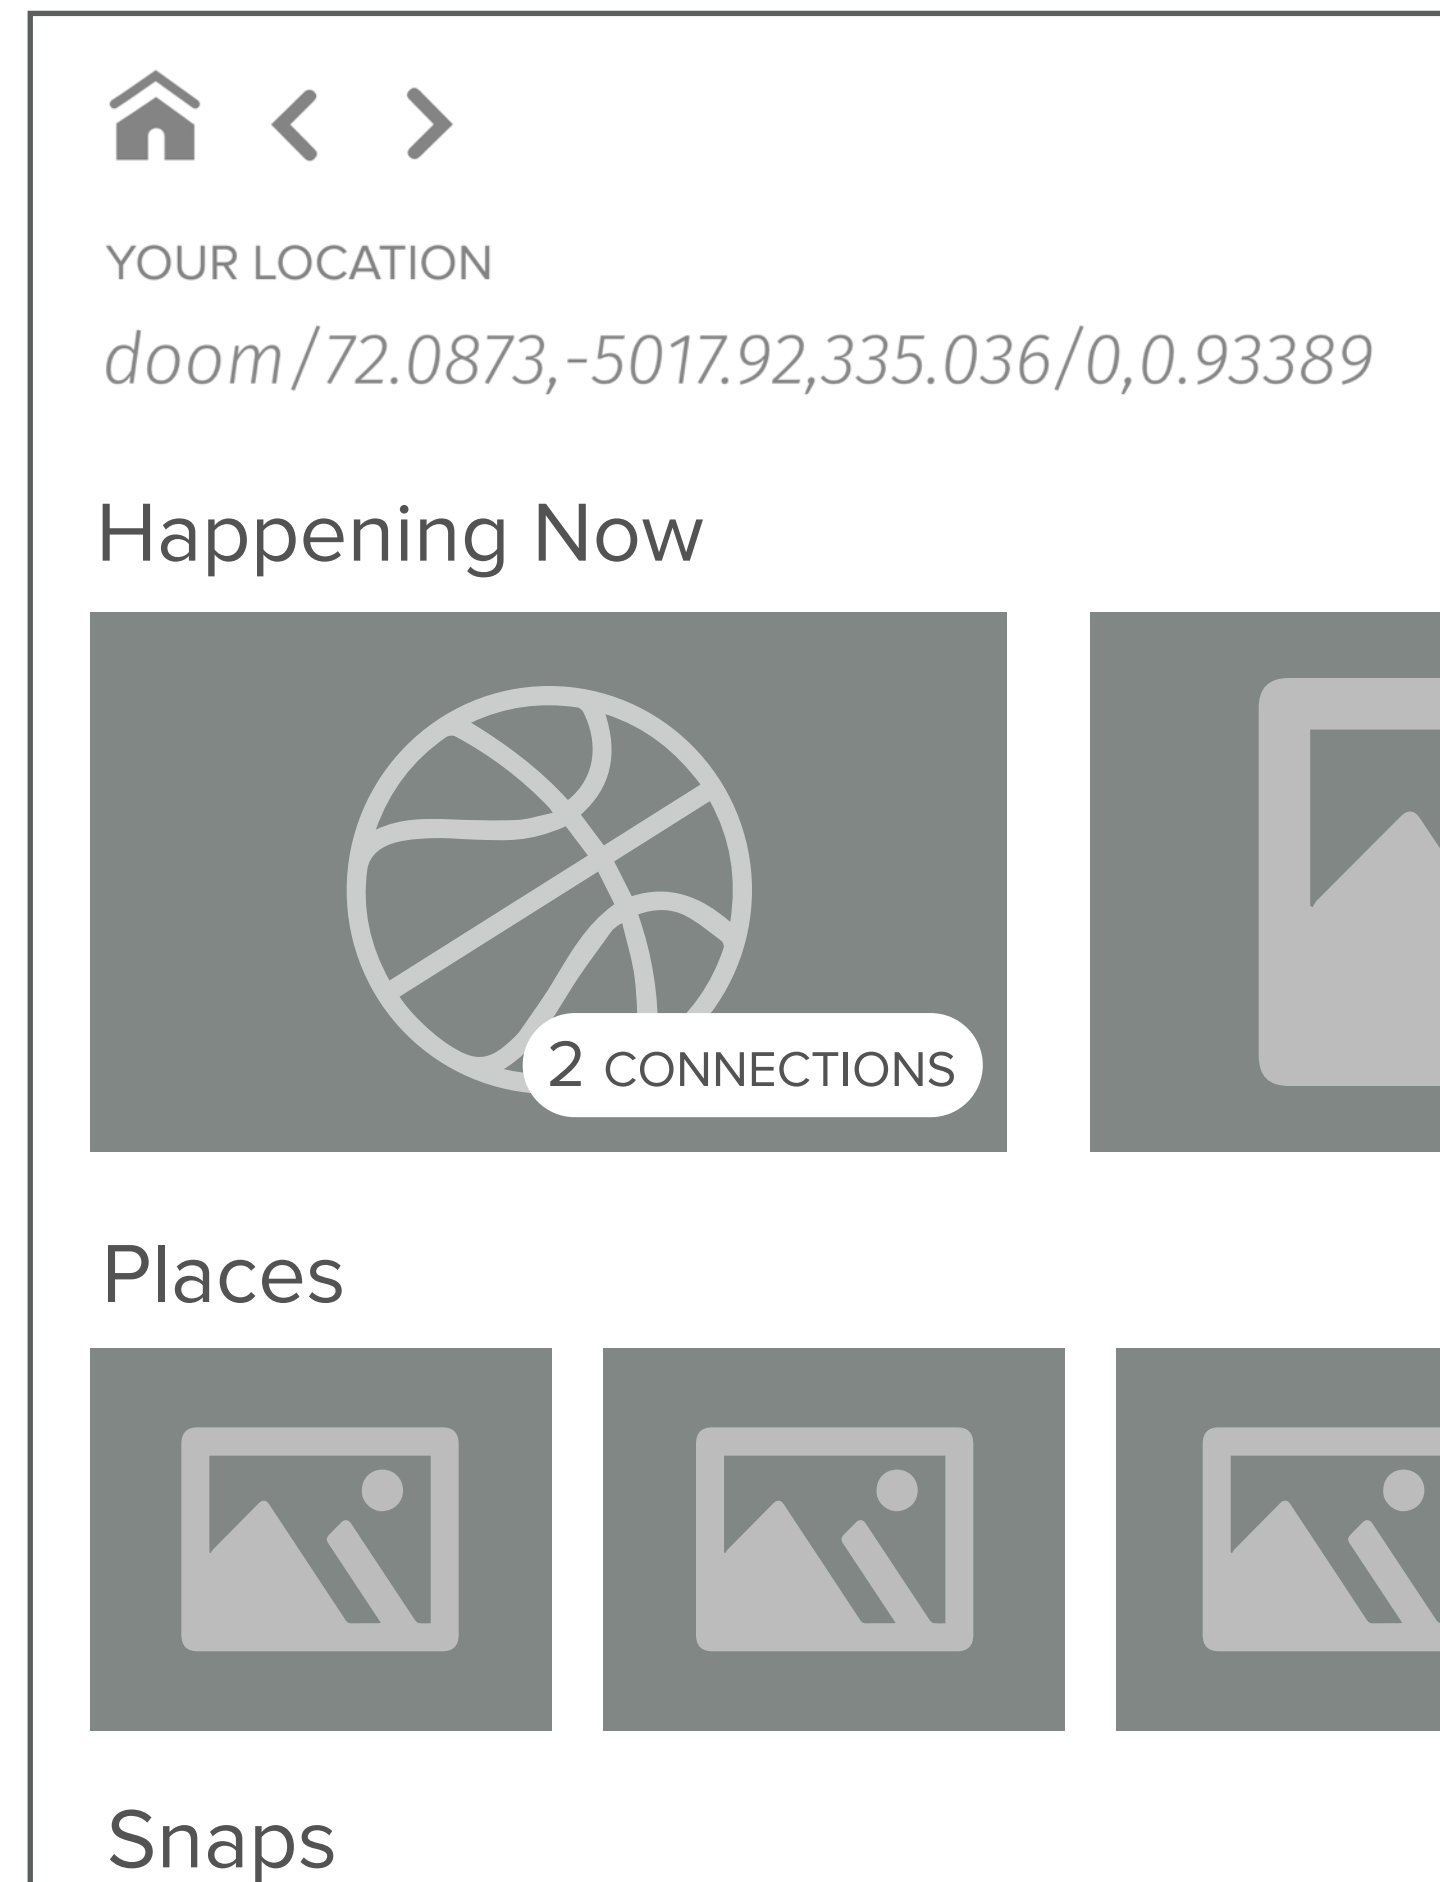 YOUR LOCATION
doom/72.0873,-5017.92,335.036/0,0.93389
Happening Now
2 CONNECTIONS
Places
Snaps